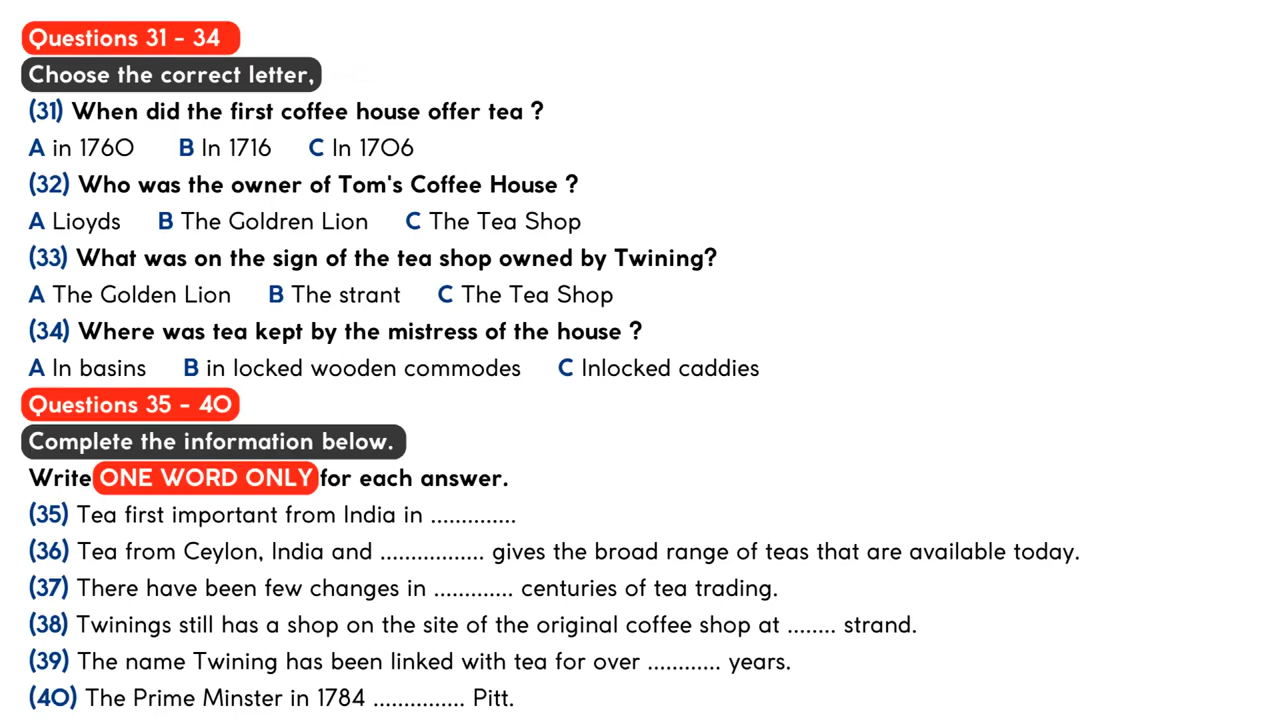 Questions 31 - 34
Choose the correct letter,
(31) When did the first coffee house offer tea ?
A in 1760 B In 1716 C In 1706
(32) Who was the owner of Tom's Coffee House ?
A Lioyds B The Goldren Lion C The Tea Shop
(33) What was on the sign of the tea shop owned by Twining?
A The Golden Lion B The strant C The Tea Shop
(34) Where was tea kept by the mistress of the house ?
A In basins B in locked wooden commodes C Inlocked caddies
Questions 35 - 40
Complete the information below.
Write ONE WORD ONLY for each answer.
(35) Tea first important from India in ..............
(36) Tea from Ceylon, India and ................. gives the broad range of teas that are available today.
(37) There have been few changes in ............. centuries of tea trading.
(38) Twinings still has a shop on the site of the original coffee shop at ........ strand.
(39) The name Twining has been linked with tea for over ............ years.
(40) The Prime Minster in 1784 ............... Pitt.